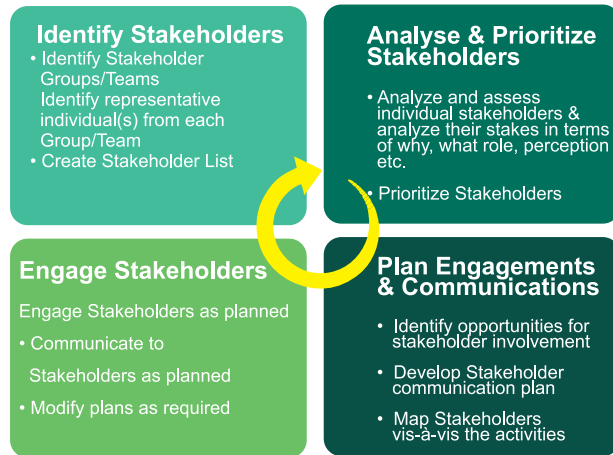 Identify Stakeholders
• Identify Stakeholder
Groups/Teams
Identify representative
individual(s) from each
Group/Team
• Create Stakeholder List
Analyse & Prioritize
Stakeholders
• Analyze and assess
individual stakeholders &
analyze their stakes in terms
of why, what role, perception
etc.
• Prioritize Stakeholders
Engage Stakeholders
Engage Stakeholders as planned
• Communicate to
Stakeholders as planned
• Modify plans as required
Plan Engagements
& Communications
• Identify opportunities for
stakeholder involvement
• Develop Stakeholder
communication plan
• Map Stakeholders
vis-à-vis the activities